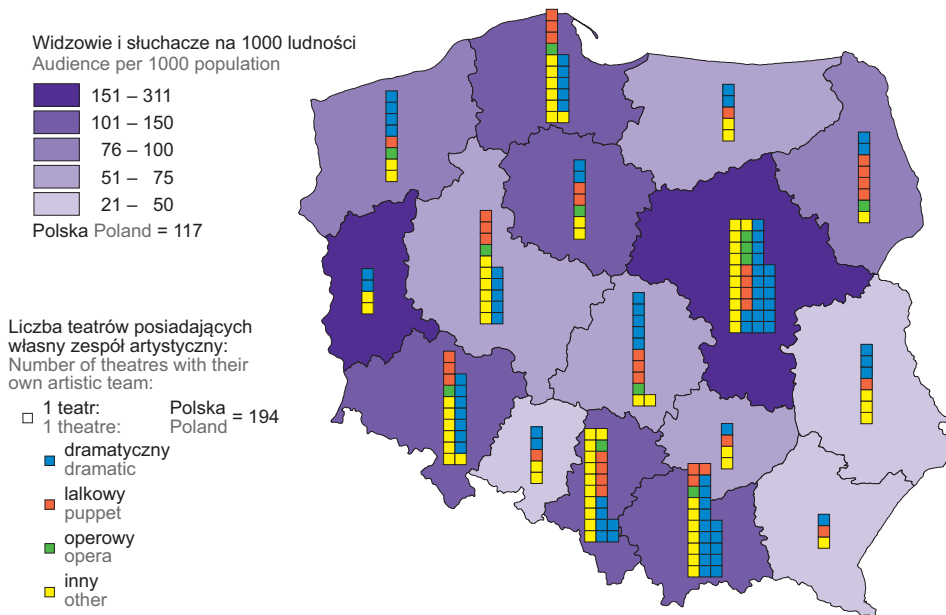 Widzowie i słuchacze na 1000 ludności
Audience per 1000 population
151 – 311
101 – 150
76 – 100
51 – 75
21 – 50
Polska Poland = 117
Liczba teatrów posiadających
własny zespół artystyczny:
Number of theatres with their
own artistic team:
1 teatr:
1 theatre:
Polska
Poland
= 194
dramatyczny
dramatic
lalkowy
puppet
operowy
opera
inny
other